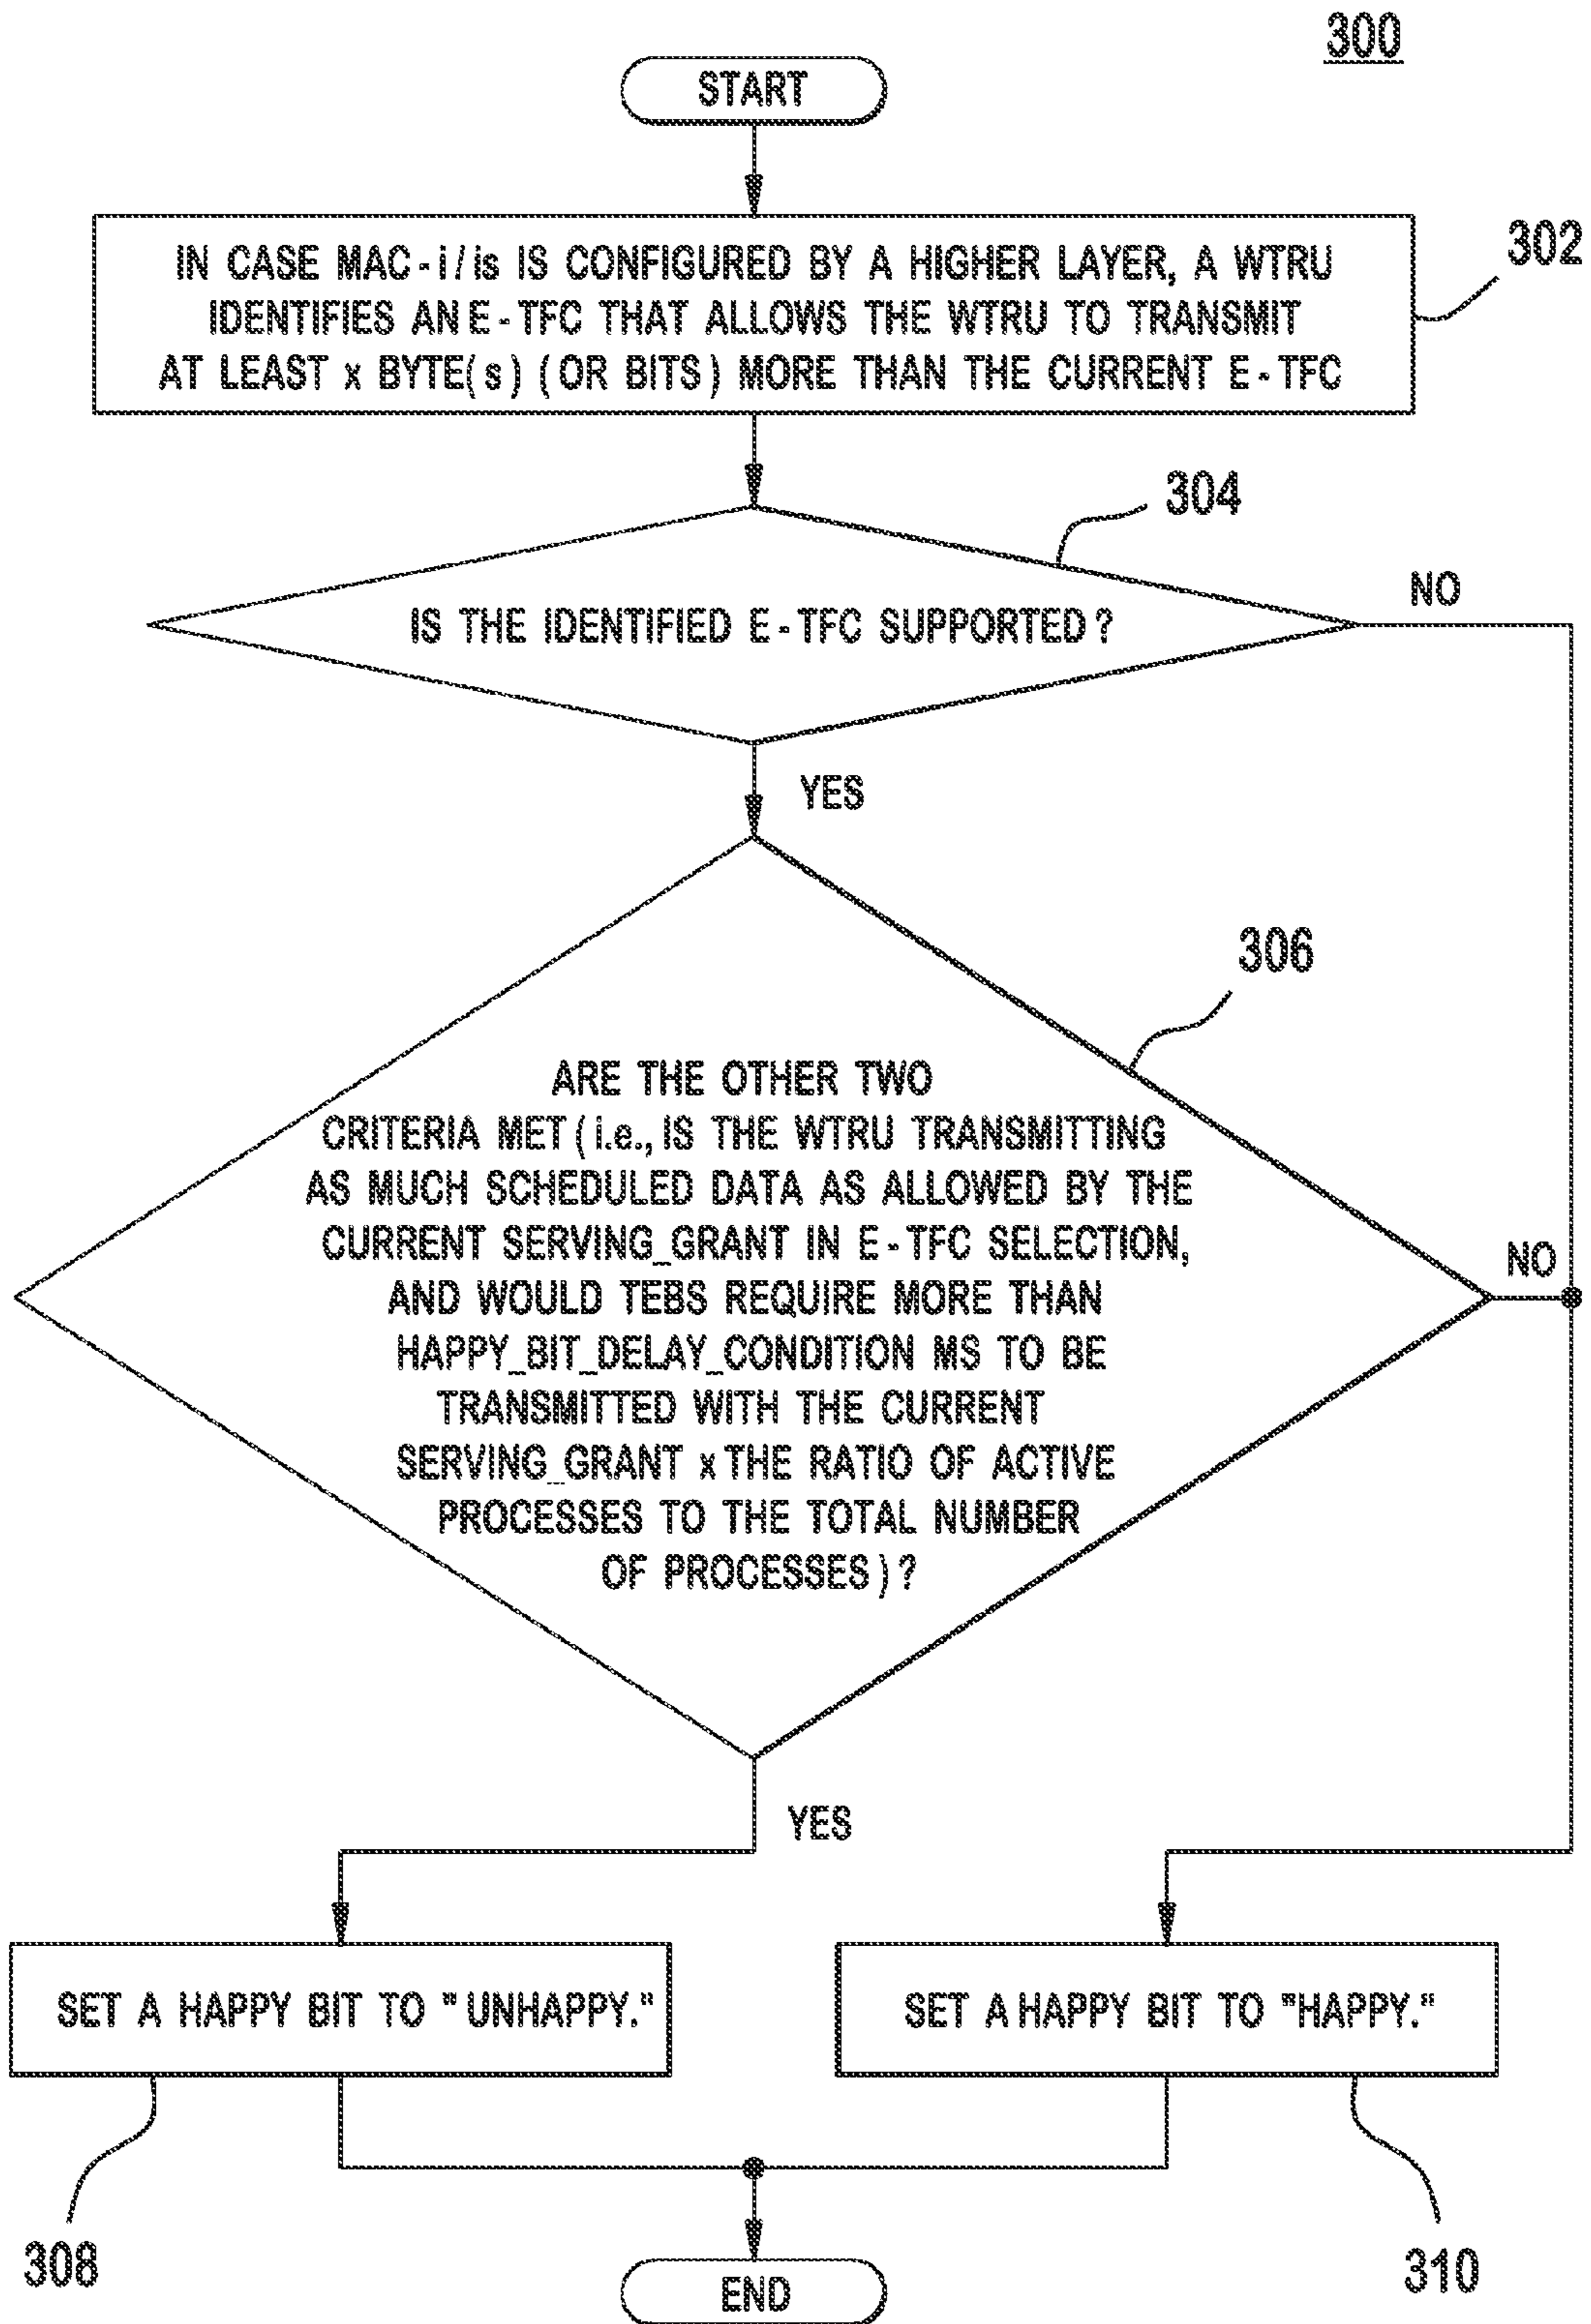 300
START
IN CASE MAC-i/is IS CONFIGURED BY A HIGHER LAYER, A WTRU
IDENTIFIES AN E-TFC THAT ALLOWS THE WTRU TO TRANSMIT
AT LEAST x BYTE(s) (OR BITS) MORE THAN THE CURRENT E-TFC
302
304
IS THE IDENTIFIED E-TFC SUPPORTED?
NO
YES
306
ARE THE OTHER TWO
CRITERIA MET (i.e., IS THE WTRU TRANSMITTING
AS MUCH SCHEDULED DATA AS ALLOWED BY THE
CURRENT SERVING_GRANT IN E-TFC SELECTION,
AND WOULD TEBS REQUIRE MORE THAN
HAPPY_BIT_DELAY_CONDITION MS TO BE
TRANSMITTED WITH THE CURRENT
SERVING_GRANT x THE RATIO OF ACTIVE
PROCESSES TO THE TOTAL NUMBER
OF PROCESSES)?
NO
YES
SET A HAPPY BIT TO "UNHAPPY."
SET A HAPPY BIT TO "HAPPY."
308
310
END